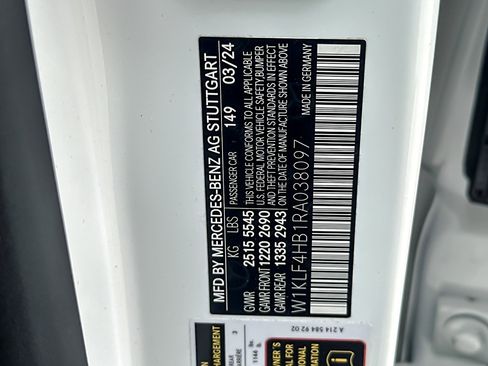 MFD BY MERCEDES-BENZ AG STUTTGART
PASSENGER CAR 149 03/24
KG LBS
GVWR 2515 5545
GAWR FRONT 1220 2690
GAWR REAR 1335 2943
THIS VEHICLE CONFORMS TO ALL APPLICABLE
U.S. FEDERAL MOTOR VEHICLE SAFETY,BUMPER
AND THEFT PREVENTION STANDARDS IN EFFECT
ON THE DATE OF MANUFACTURE SHOWN ABOVE
W1KLF4HB1RA038097
MADE IN GERMANY
A 214 584 92 02